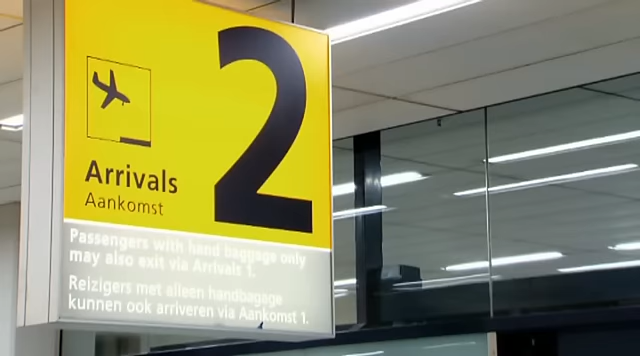 2
Arrivals
Aankomst
Passengers with hand baggage only
may also exit via Arrivals 1.
Reizigers met alleen handbagage
kunnen ook arriveren via Aankomst 1.